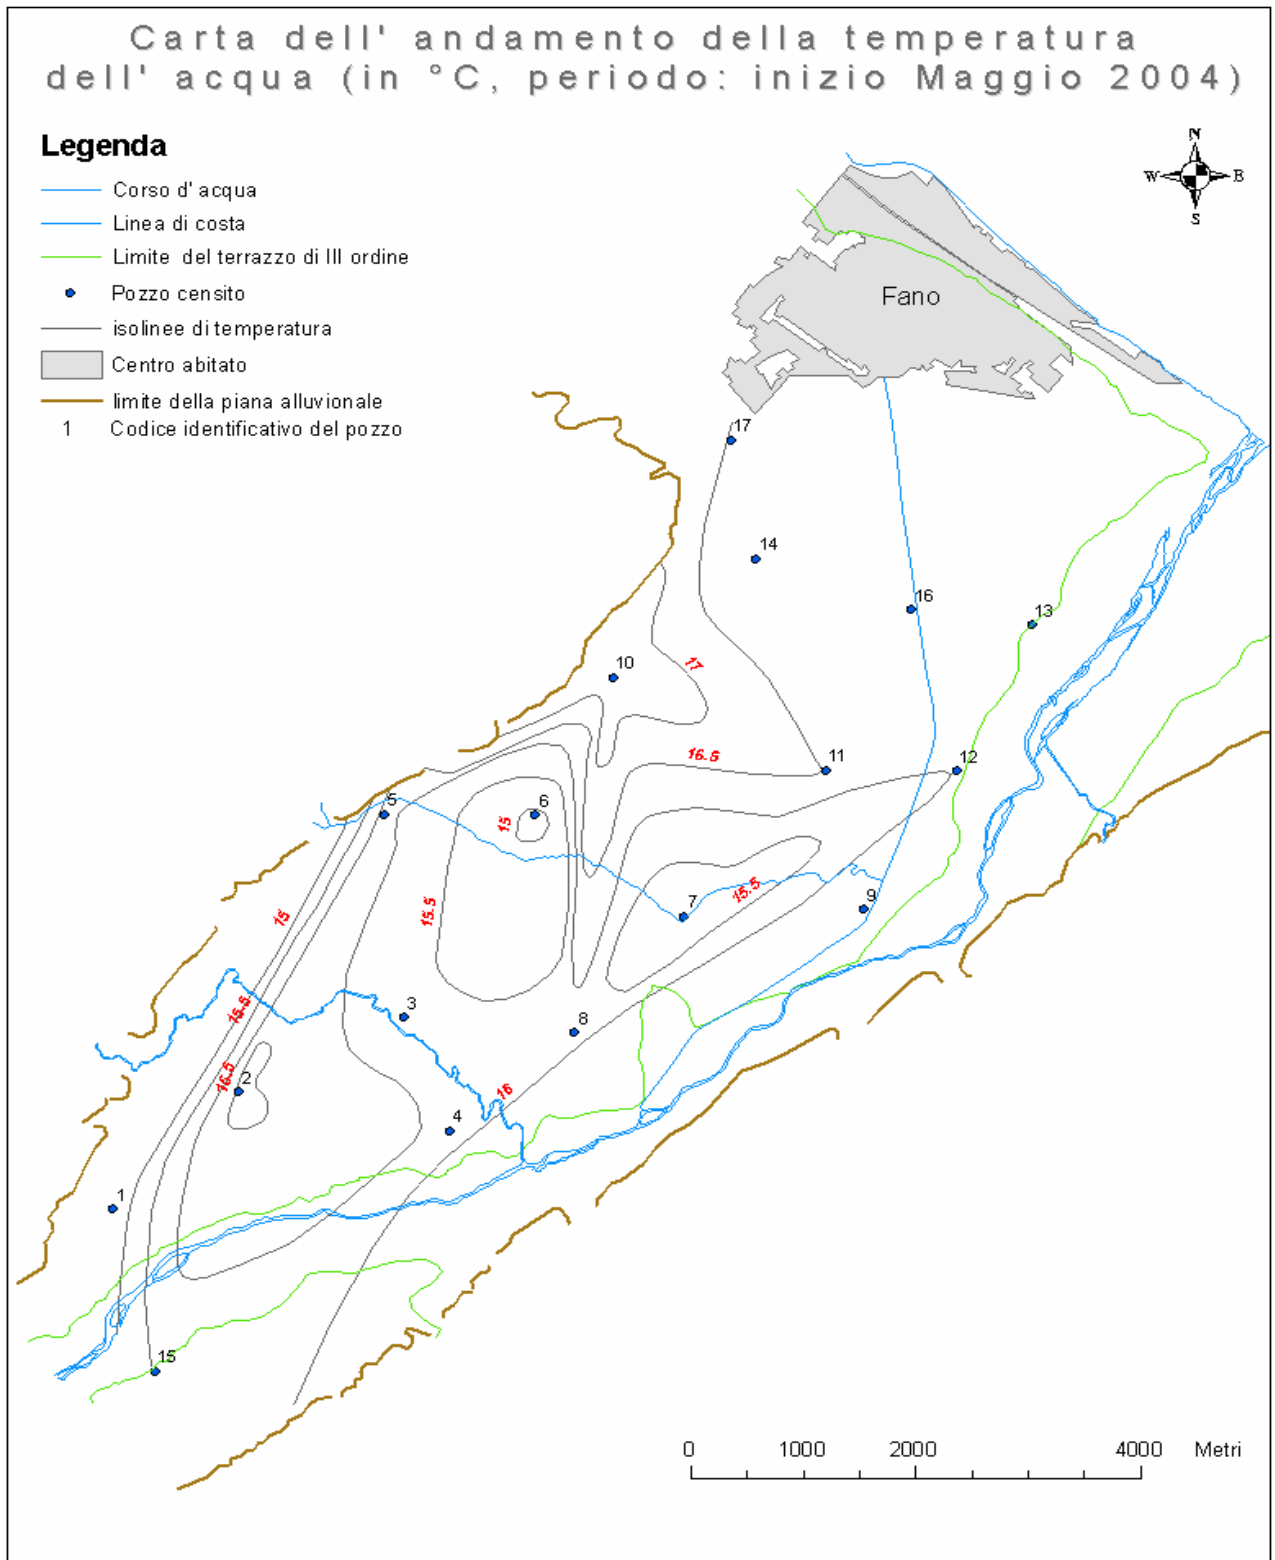 Carta dell' andamento della temperatura
dell' acqua (in °C, periodo: inizio Maggio 2004)
Legenda
Corso d' acqua
Linea di costa
Limite del terrazzo di III ordine
Pozzo censito
isolinee di temperatura
Centro abitato
limite della piana alluvionale
1 Codice identificativo del pozzo
N
W E
S
Fano
17
14
16
13
10
17
16.5
11
12
5
6
15
15.5
7
15.5
9
15
15.5
3
8
16.5
2
16
4
1
15
0 1000 2000 4000 Metri